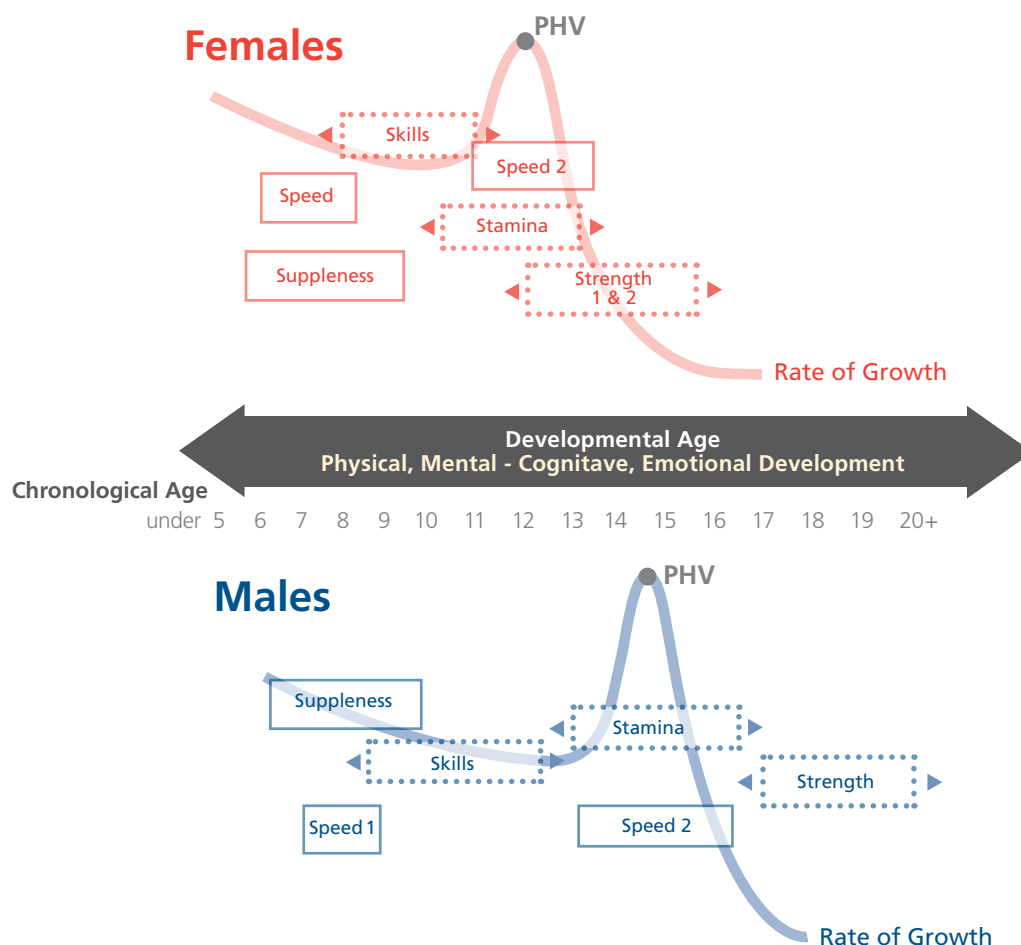 PHV
Females
Skills
Speed 2
Speed
Stamina
Suppleness
Strength
1 & 2
Rate of Growth
Developmental Age
Physical, Mental - Cognitave, Emotional Development
Chronological Age
under 5 6 7 8 9 10 11 12 13 14 15 16 17 18 19 20+
PHV
Males
Suppleness
Stamina
Skills
Strength
Speed 1
Speed 2
Rate of Growth